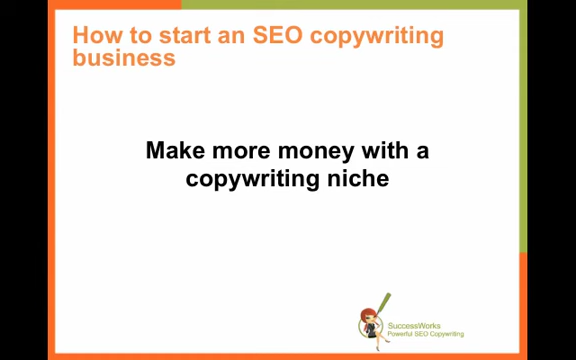 How to start an SEO copywriting
business
Make more money with a
copywriting niche
SuccessWorks
Powerful SEO Copywriting